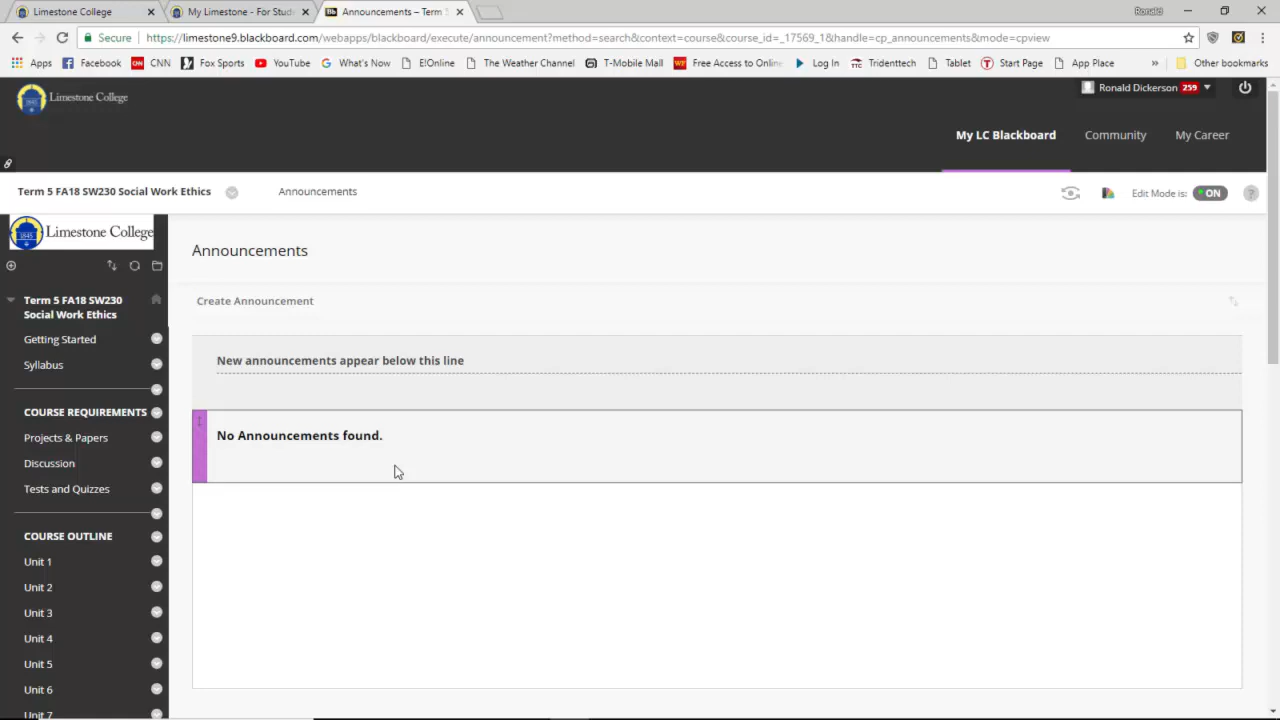 Limestone College
My Limestone - For Stud
Announcements – Term 5
Ronald
Secure
https://limestone9.blackboard.com/webapps/blackboard/execute/announcement?method=search&context=course&course_id=_17569_1&handle=cp_announcements&mode=cpview
Apps
Facebook
CNN
Fox Sports
YouTube
What's Now
E!Online
The Weather Channel
T-Mobile Mall
Free Access to Online
Log In
Tridenttech
Tablet
Start Page
App Place
»
Other bookmarks
Limestone College
Ronald Dickerson 259
My LC Blackboard
Community
My Career
Term 5 FA18 SW230 Social Work Ethics
Announcements
Edit Mode is: ON
?
Limestone College
Announcements
Create Announcement
Term 5 FA18 SW230
Social Work Ethics
Getting Started
Syllabus
COURSE REQUIREMENTS
Projects & Papers
Discussion
Tests and Quizzes
COURSE OUTLINE
Unit 1
Unit 2
Unit 3
Unit 4
Unit 5
Unit 6
Unit 7
New announcements appear below this line
No Announcements found.